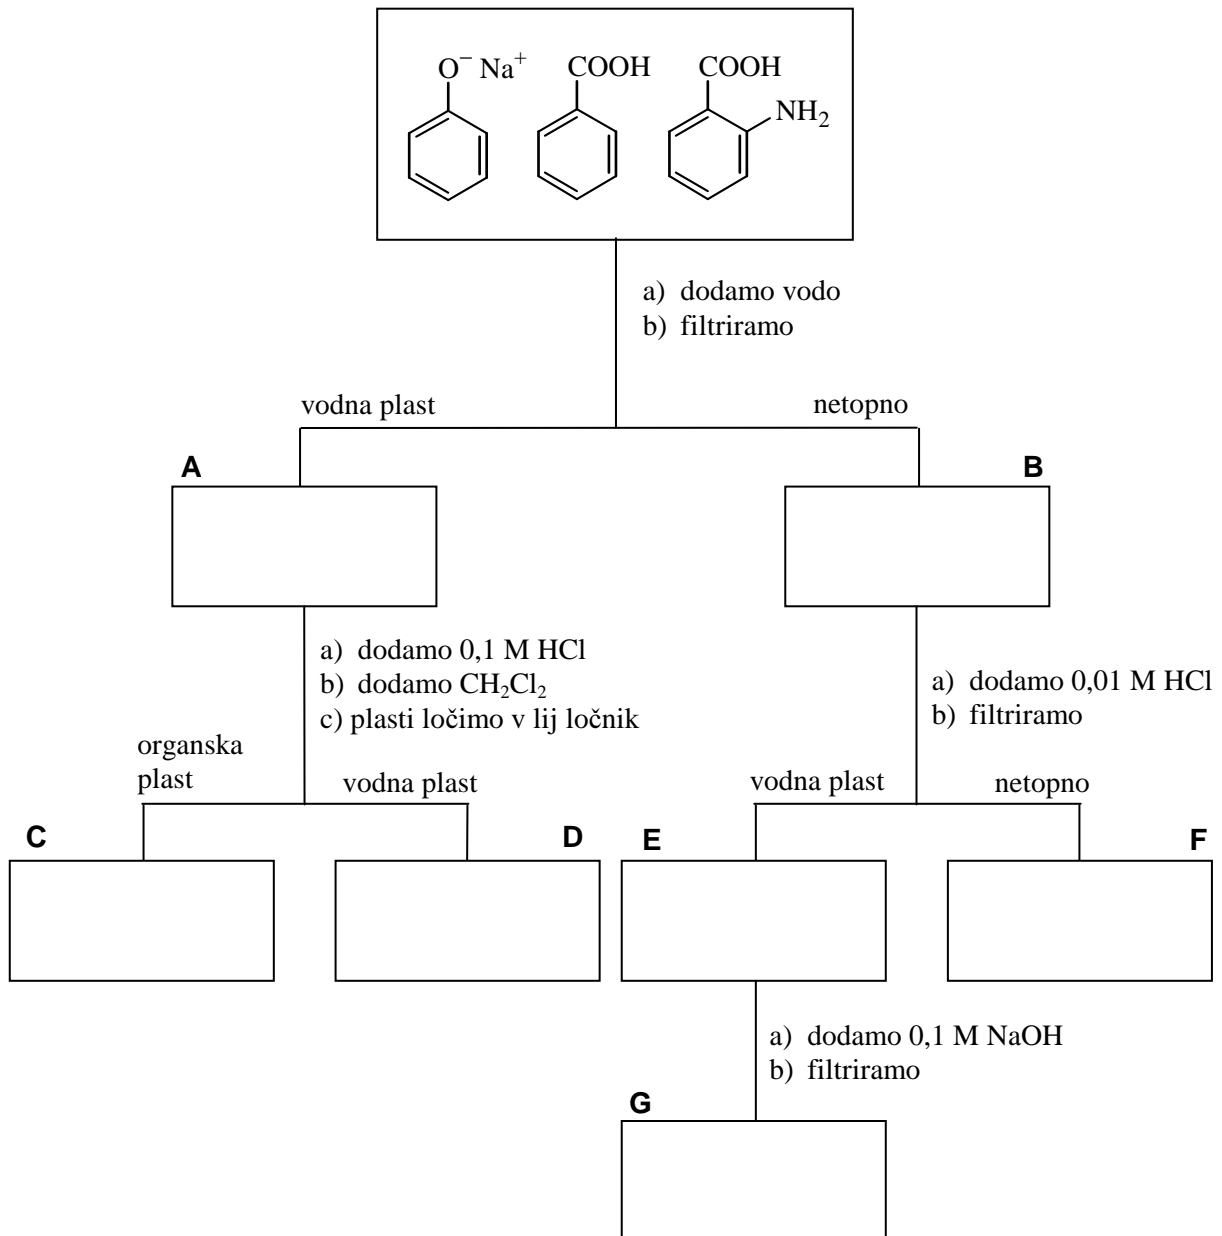 O⁻ Na⁺ COOH COOH
NH₂
a) dodamo vodo
b) filtriramo
vodna plast netopno
A B
a) dodamo 0,1 M HCl
b) dodamo CH₂Cl₂
c) plasti ločimo v lij ločnik
a) dodamo 0,01 M HCl
b) filtriramo
organska
plast
vodna plast
vodna plast netopno
C D E F
a) dodamo 0,1 M NaOH
b) filtriramo
G